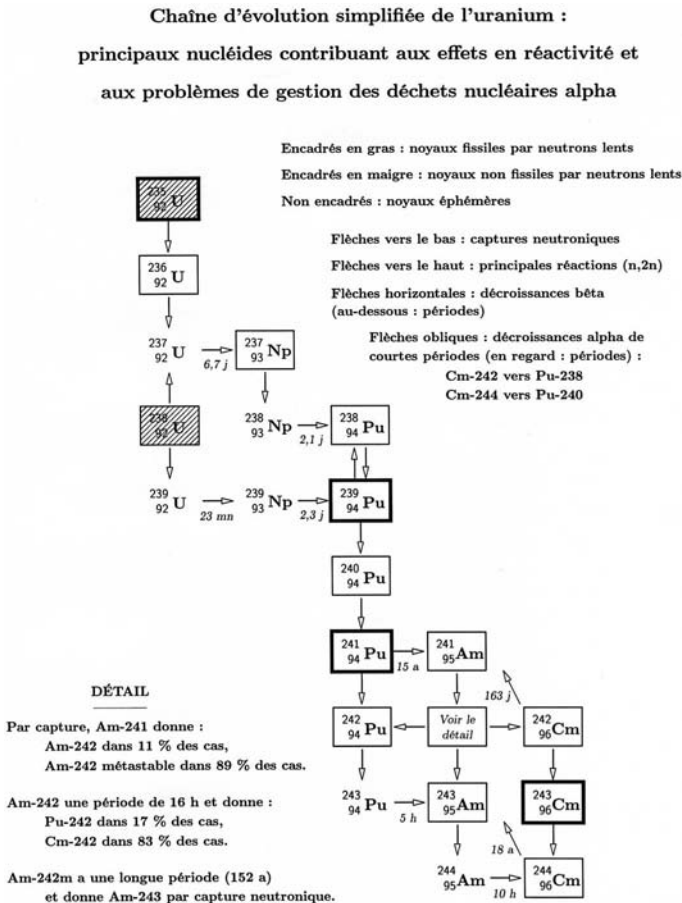 Chaîne d'évolution simplifiée de l'uranium :
principaux nucléides contribuant aux effets en réactivité et
aux problèmes de gestion des déchets nucléaires alpha
Encadrés en gras : noyaux fissiles par neutrons lents
Encadrés en maigre : noyaux non fissiles par neutrons lents
Non encadrés : noyaux éphémères
235 92 U
Flèches vers le bas : captures neutroniques
Flèches vers le haut : principales réactions (n,2n)
Flèches horizontales : décroissances bêta
(au-dessous : périodes)
Flèches obliques : décroissances alpha de
courtes périodes (en regard : périodes) :
Cm-242 vers Pu-238
Cm-244 vers Pu-240
236 92 U
237 92 U 6,7 j 237 93 Np
238 92 U 238 93 Np 2,1 j 238 94 Pu
239 92 U 23 mn 239 93 Np 2,3 j 239 94 Pu
240 94 Pu
241 94 Pu 15 a 241 95 Am
163 j
242 94 Pu Voir le détail 242 96 Cm
243 94 Pu 5 h 243 95 Am 243 96 Cm
18 a
244 95 Am 10 h 244 96 Cm
DÉTAIL
Par capture, Am-241 donne :
Am-242 dans 11 % des cas,
Am-242 métastable dans 89 % des cas.
Am-242 une période de 16 h et donne :
Pu-242 dans 17 % des cas,
Cm-242 dans 83 % des cas.
Am-242m a une longue période (152 a)
et donne Am-243 par capture neutronique.